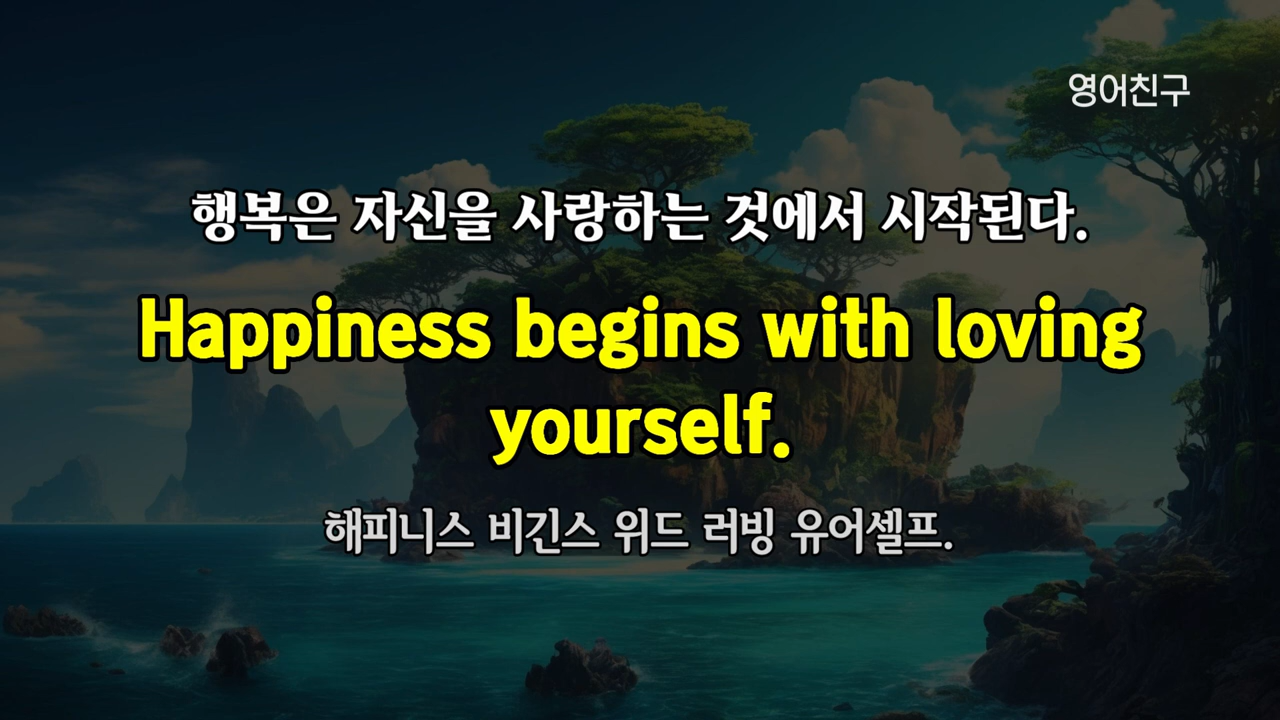 영어친구
행복은 자신을 사랑하는 것에서 시작된다.
Happiness begins with loving
yourself.
해피니스 비긴스 위드 러빙 유어셀프.